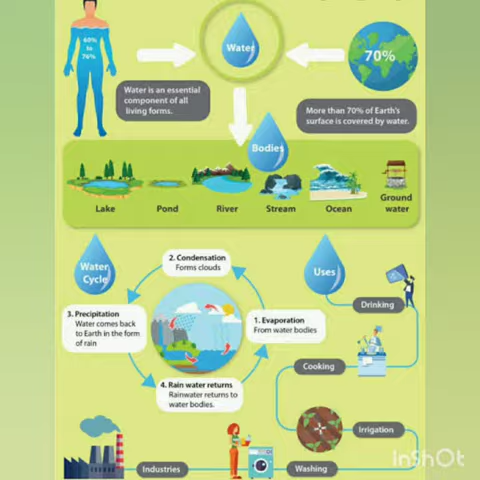 60%
to
76%
Water
70%
Water is an essential
component of all
living forms.
More than 70% of Earth's
surface is covered by water.
Bodies
Lake
Pond
River
Stream
Ocean
Ground
water
Water
Cycle
2. Condensation
Forms clouds
Uses
3. Precipitation
Water comes back
to Earth in the form
of rain
1. Evaporation
From water bodies
Drinking
4. Rain water returns
Rainwater returns to
water bodies.
Cooking
Irrigation
Industries
Washing
InShOt